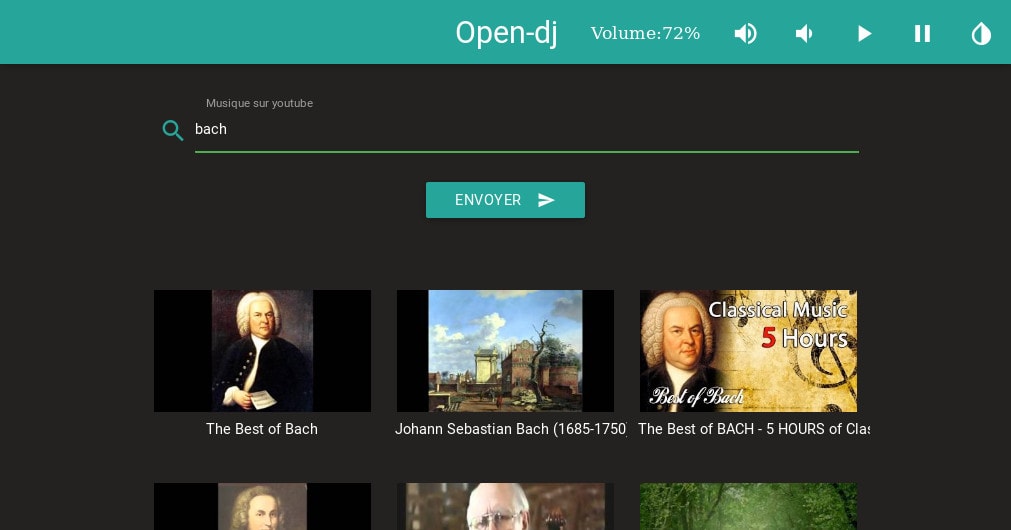 Open-dj
Volume:72%
Musique sur youtube
bach
ENVOYER
Classical Music
5 Hours
Best of Bach
The Best of Bach
Johann Sebastian Bach (1685-1750)
The Best of BACH - 5 HOURS of Clas